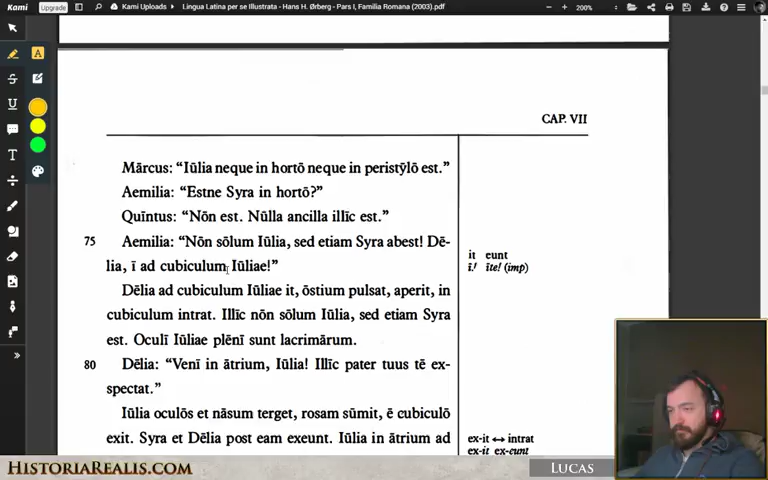 Kami Upgrade Kami Uploads > Lingua Latina per se Illustrata - Hans H. Ørberg - Pars I, Familia Romana (2003).pdf 200%
CAP. VII
Mārcus: “Iūlia neque in hortō neque in peristȳlō est.”
Aemilia: “Estne Syra in hortō?”
Quīntus: “Nōn est. Nūlla ancilla illīc est.”
75 Aemilia: “Nōn sōlum Iūlia, sed etiam Syra abest! Dē-
lia, ī ad cubiculum Iūliae!”
it eunt
ī! īte! (imp)
Dēlia ad cubiculum Iūliae it, ōstium pulsat, aperit, in
cubiculum intrat. Illīc nōn sōlum Iūlia, sed etiam Syra
est. Oculī Iūliae plēnī sunt lacrimārum.
80 Dēlia: “Venī in ātrium, Iūlia! Illīc pater tuus tē ex-
spectat.”
Iūlia oculōs et nāsum terget, rosam sūmit, ē cubiculō
exit. Syra et Dēlia post eam exeunt. Iūlia in ātrium ad
ex-it ↔ intrat
ex-it ex-eunt
HISTORIAREALIS.COM
LUCAS